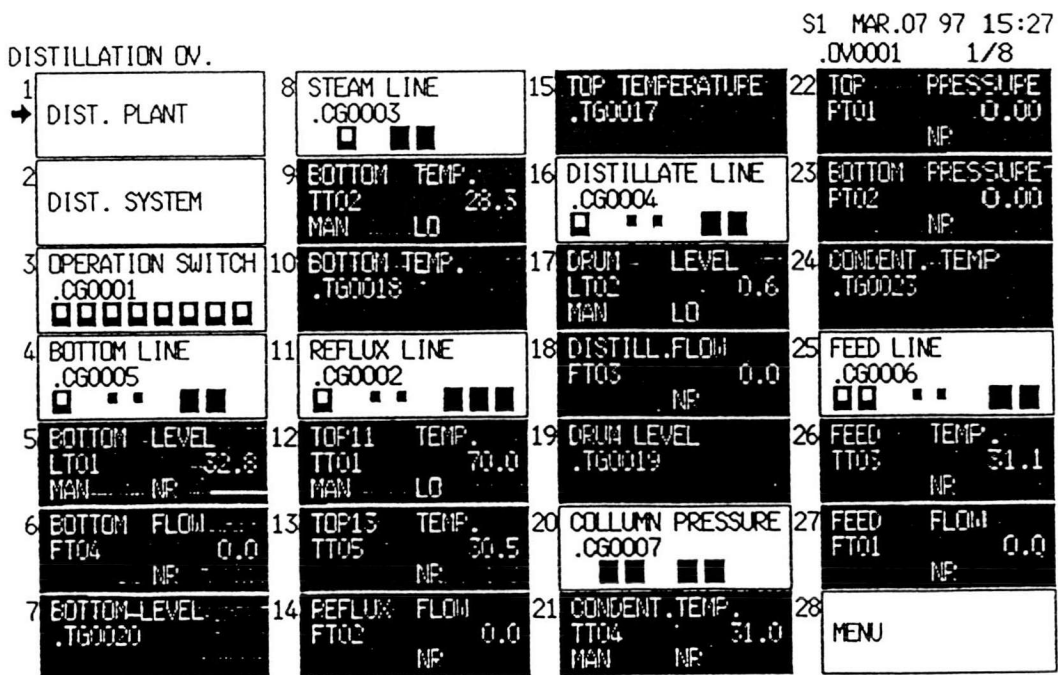 S1 MAR.07 97 15:27
DISTILLATION OV. .OV0001 1/8
1 DIST. PLANT
2 DIST. SYSTEM
3 OPERATION SWITCH
.CG0001
4 BOTTOM LINE
.CG0005
5 BOTTOM LEVEL
LT01 32.8
MAN NR
6 BOTTOM FLOW
FT04 0.0
NR
7 BOTTOM LEVEL
.TG0020
8 STEAM LINE
.CG0003
9 BOTTOM TEMP.
TT02 28.3
MAN LO
10 BOTTOM TEMP.
.TG0018
11 REFLUX LINE
.CG0002
12 TOP11 TEMP.
TT01 70.0
MAN LO
13 TOP13 TEMP.
TT05 30.5
NR
14 REFLUX FLOW
FT02 0.0
NR
15 TOP TEMPERATURE
.TG0017
16 DISTILLATE LINE
.CG0004
17 DRUM LEVEL
LT02 0.6
MAN LO
18 DISTILL.FLOW
FT03 0.0
NR
19 DRUM LEVEL
.TG0019
20 COLLUMN PRESSURE
.CG0007
21 CONDENT.TEMP.
TT04 31.0
MAN NR
22 TOP PRESSURE
PT01 0.00
NR
23 BOTTOM PRESSURE
PT02 0.00
NR
24 CONDENT. TEMP
.TG0023
25 FEED LINE
.CG0006
26 FEED TEMP.
TT03 31.1
NR
27 FEED FLOW
FT01 0.0
NR
28 MENU